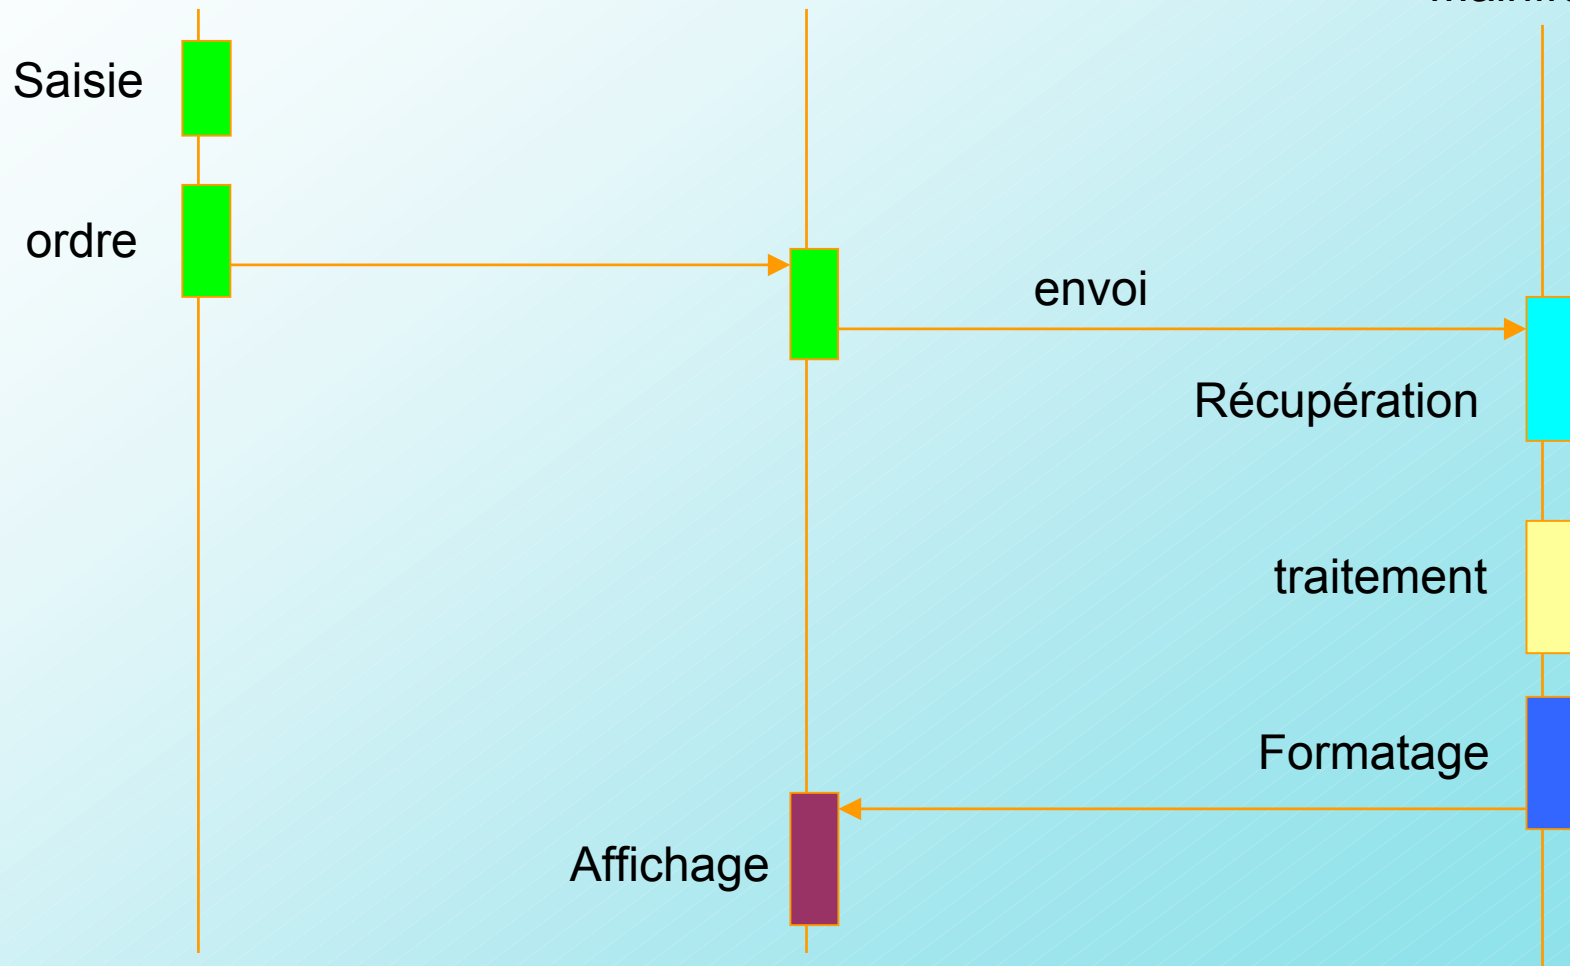 Saisie
ordre
envoi
Récupération
traitement
Formatage
Affichage